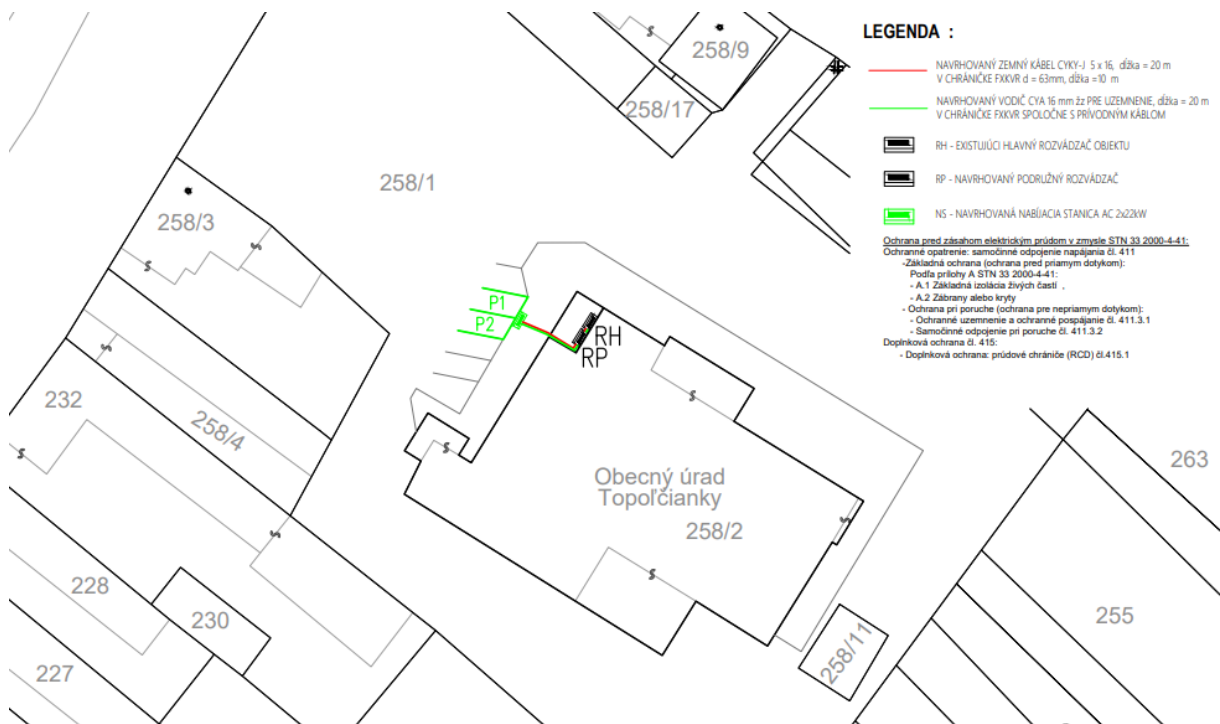 LEGENDA :
NAVRHOVANÝ ZEMNÝ KÁBEL CYKY-J 5 x 16, dĺžka = 20 m
V CHRÁNIČKE FXKVR d = 63mm, dĺžka =10 m
NAVRHOVANÝ VODIČ CYA 16 mm žz PRE UZEMNENIE, dĺžka = 20 m
V CHRÁNIČKE FXKVR SPOLOČNE S PRÍVODNÝM KÁBLOM
RH - EXISTUJÚCI HLAVNÝ ROZVÁDZAČ OBJEKTU
RP - NAVRHOVANÝ PODRUŽNÝ ROZVÁDZAČ
NS - NAVRHOVANÁ NABÍJACIA STANICA AC 2x22kW
Ochrana pred zásahom elektrickým prúdom v zmysle STN 33 2000-4-41:
Ochranné opatrenie: samočinné odpojenie napájania čl. 411
-Základná ochrana (ochrana pred priamym dotykom):
Podľa prílohy A STN 33 2000-4-41:
- A.1 Základná izolácia živých častí ,
- A.2 Zábrany alebo kryty
- Ochrana pri poruche (ochrana pre nepriamym dotykom):
- Ochranné uzemnenie a ochranné pospájanie čl. 411.3.1
- Samočinné odpojenie pri poruche čl. 411.3.2
Doplnková ochrana čl. 415:
- Doplnková ochrana: prúdové chrániče (RCD) čl.415.1
258/9
258/17
258/1
258/3
P1
P2
RH
RP
232
258/4
263
Obecný úrad
Topoľčianky
258/2
228
230
255
258/11
227